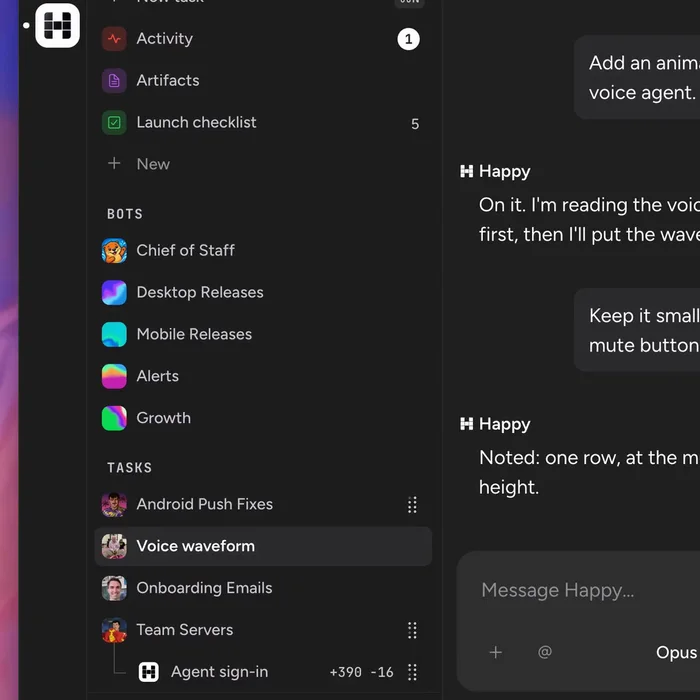 New task
Activity
1
Artifacts
Launch checklist
5
+ New
BOTS
Chief of Staff
Desktop Releases
Mobile Releases
Alerts
Growth
TASKS
Android Push Fixes
Voice waveform
Onboarding Emails
Team Servers
Agent sign-in +390 -16
Add an anim
voice agent.
Happy
On it. I'm reading the voic
first, then I'll put the wave
Keep it small
mute button
Happy
Noted: one row, at the m
height.
Message Happy...
+ @ Opus